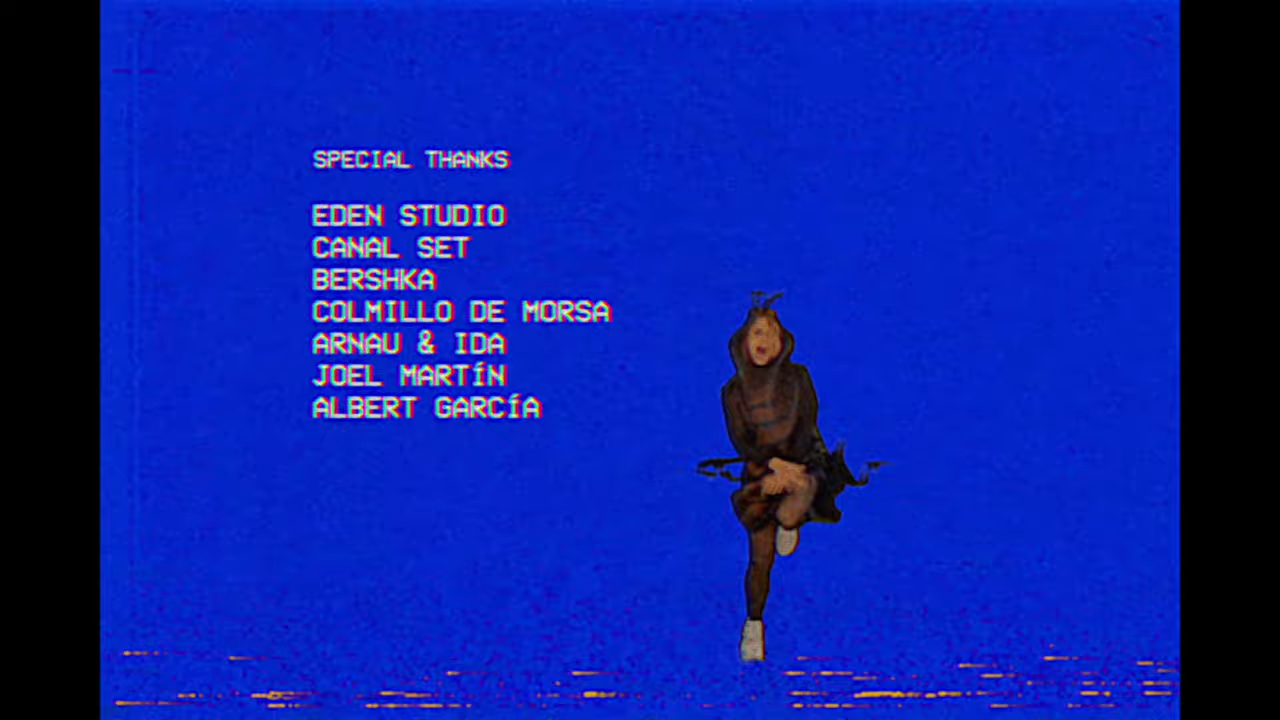 SPECIAL THANKS
EDEN STUDIO
CANAL SET
BERSHKA
COLMILLO DE MORSA
ARNAU & IDA
JOEL MARTÍN
ALBERT GARCÍA